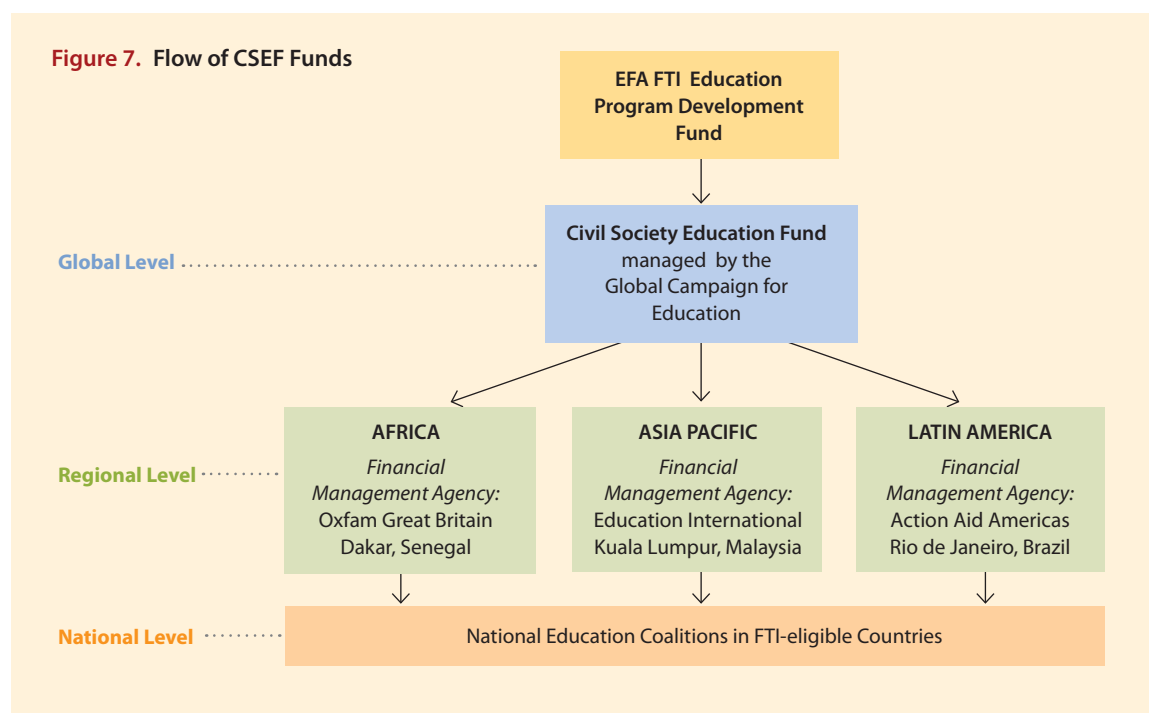 Figure 7. Flow of CSEF Funds
EFA FTI Education
Program Development
Fund
Global Level
Civil Society Education Fund
managed by the
Global Campaign for
Education
Regional Level
AFRICA
Financial
Management Agency:
Oxfam Great Britain
Dakar, Senegal
ASIA PACIFIC
Financial
Management Agency:
Education International
Kuala Lumpur, Malaysia
LATIN AMERICA
Financial
Management Agency:
Action Aid Americas
Rio de Janeiro, Brazil
National Level
National Education Coalitions in FTI-eligible Countries